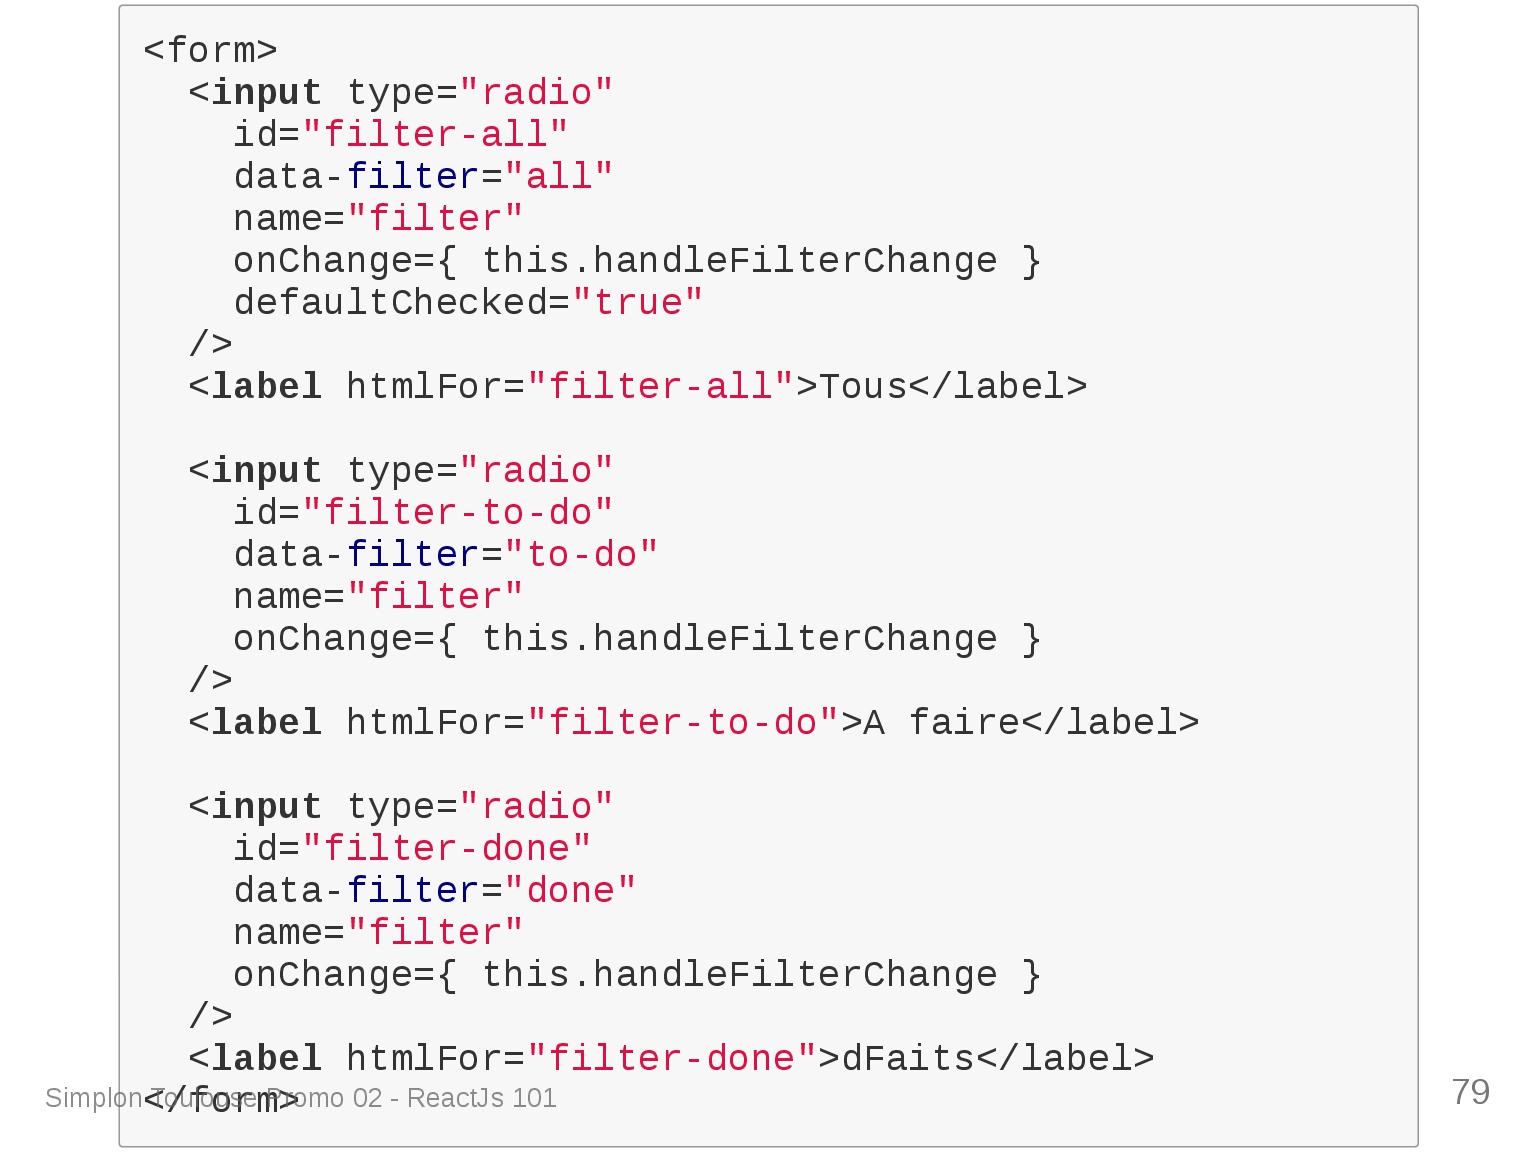 <form>
  <input type="radio"
    id="filter-all"
    data-filter="all"
    name="filter"
    onChange={ this.handleFilterChange }
    defaultChecked="true"
  />
  <label htmlFor="filter-all">Tous</label>

  <input type="radio"
    id="filter-to-do"
    data-filter="to-do"
    name="filter"
    onChange={ this.handleFilterChange }
  />
  <label htmlFor="filter-to-do">A faire</label>

  <input type="radio"
    id="filter-done"
    data-filter="done"
    name="filter"
    onChange={ this.handleFilterChange }
  />
  <label htmlFor="filter-done">dFaits</label>
</form>
Simplon Toulouse Promo 02 - ReactJs 101
79